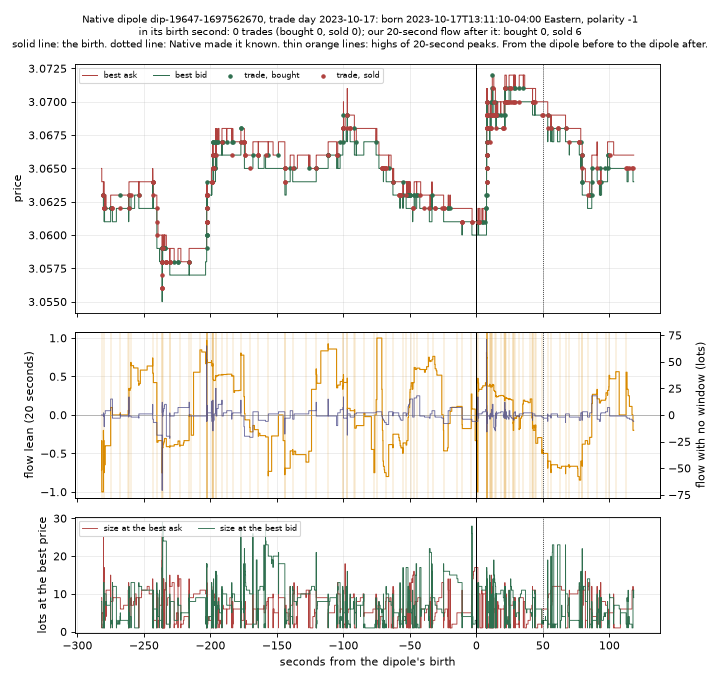 Native dipole dip-19647-1697562670, trade day 2023-10-17: born 2023-10-17T13:11:10-04:00 Eastern, polarity -1
in its birth second: 0 trades (bought 0, sold 0); our 20-second flow after it: bought 0, sold 6
solid line: the birth. dotted line: Native made it known. thin orange lines: highs of 20-second peaks. From the dipole before to the dipole after.
best ask
best bid
trade, bought
trade, sold
3.0725
3.0700
3.0675
3.0650
3.0625
3.0600
3.0575
3.0550
price
1.0
0.5
0.0
−0.5
−1.0
flow lean (20 seconds)
75
50
25
0
−25
−50
−75
flow with no window (lots)
size at the best ask
size at the best bid
30
20
10
0
lots at the best price
−300
−250
−200
−150
−100
−50
0
50
100
seconds from the dipole's birth